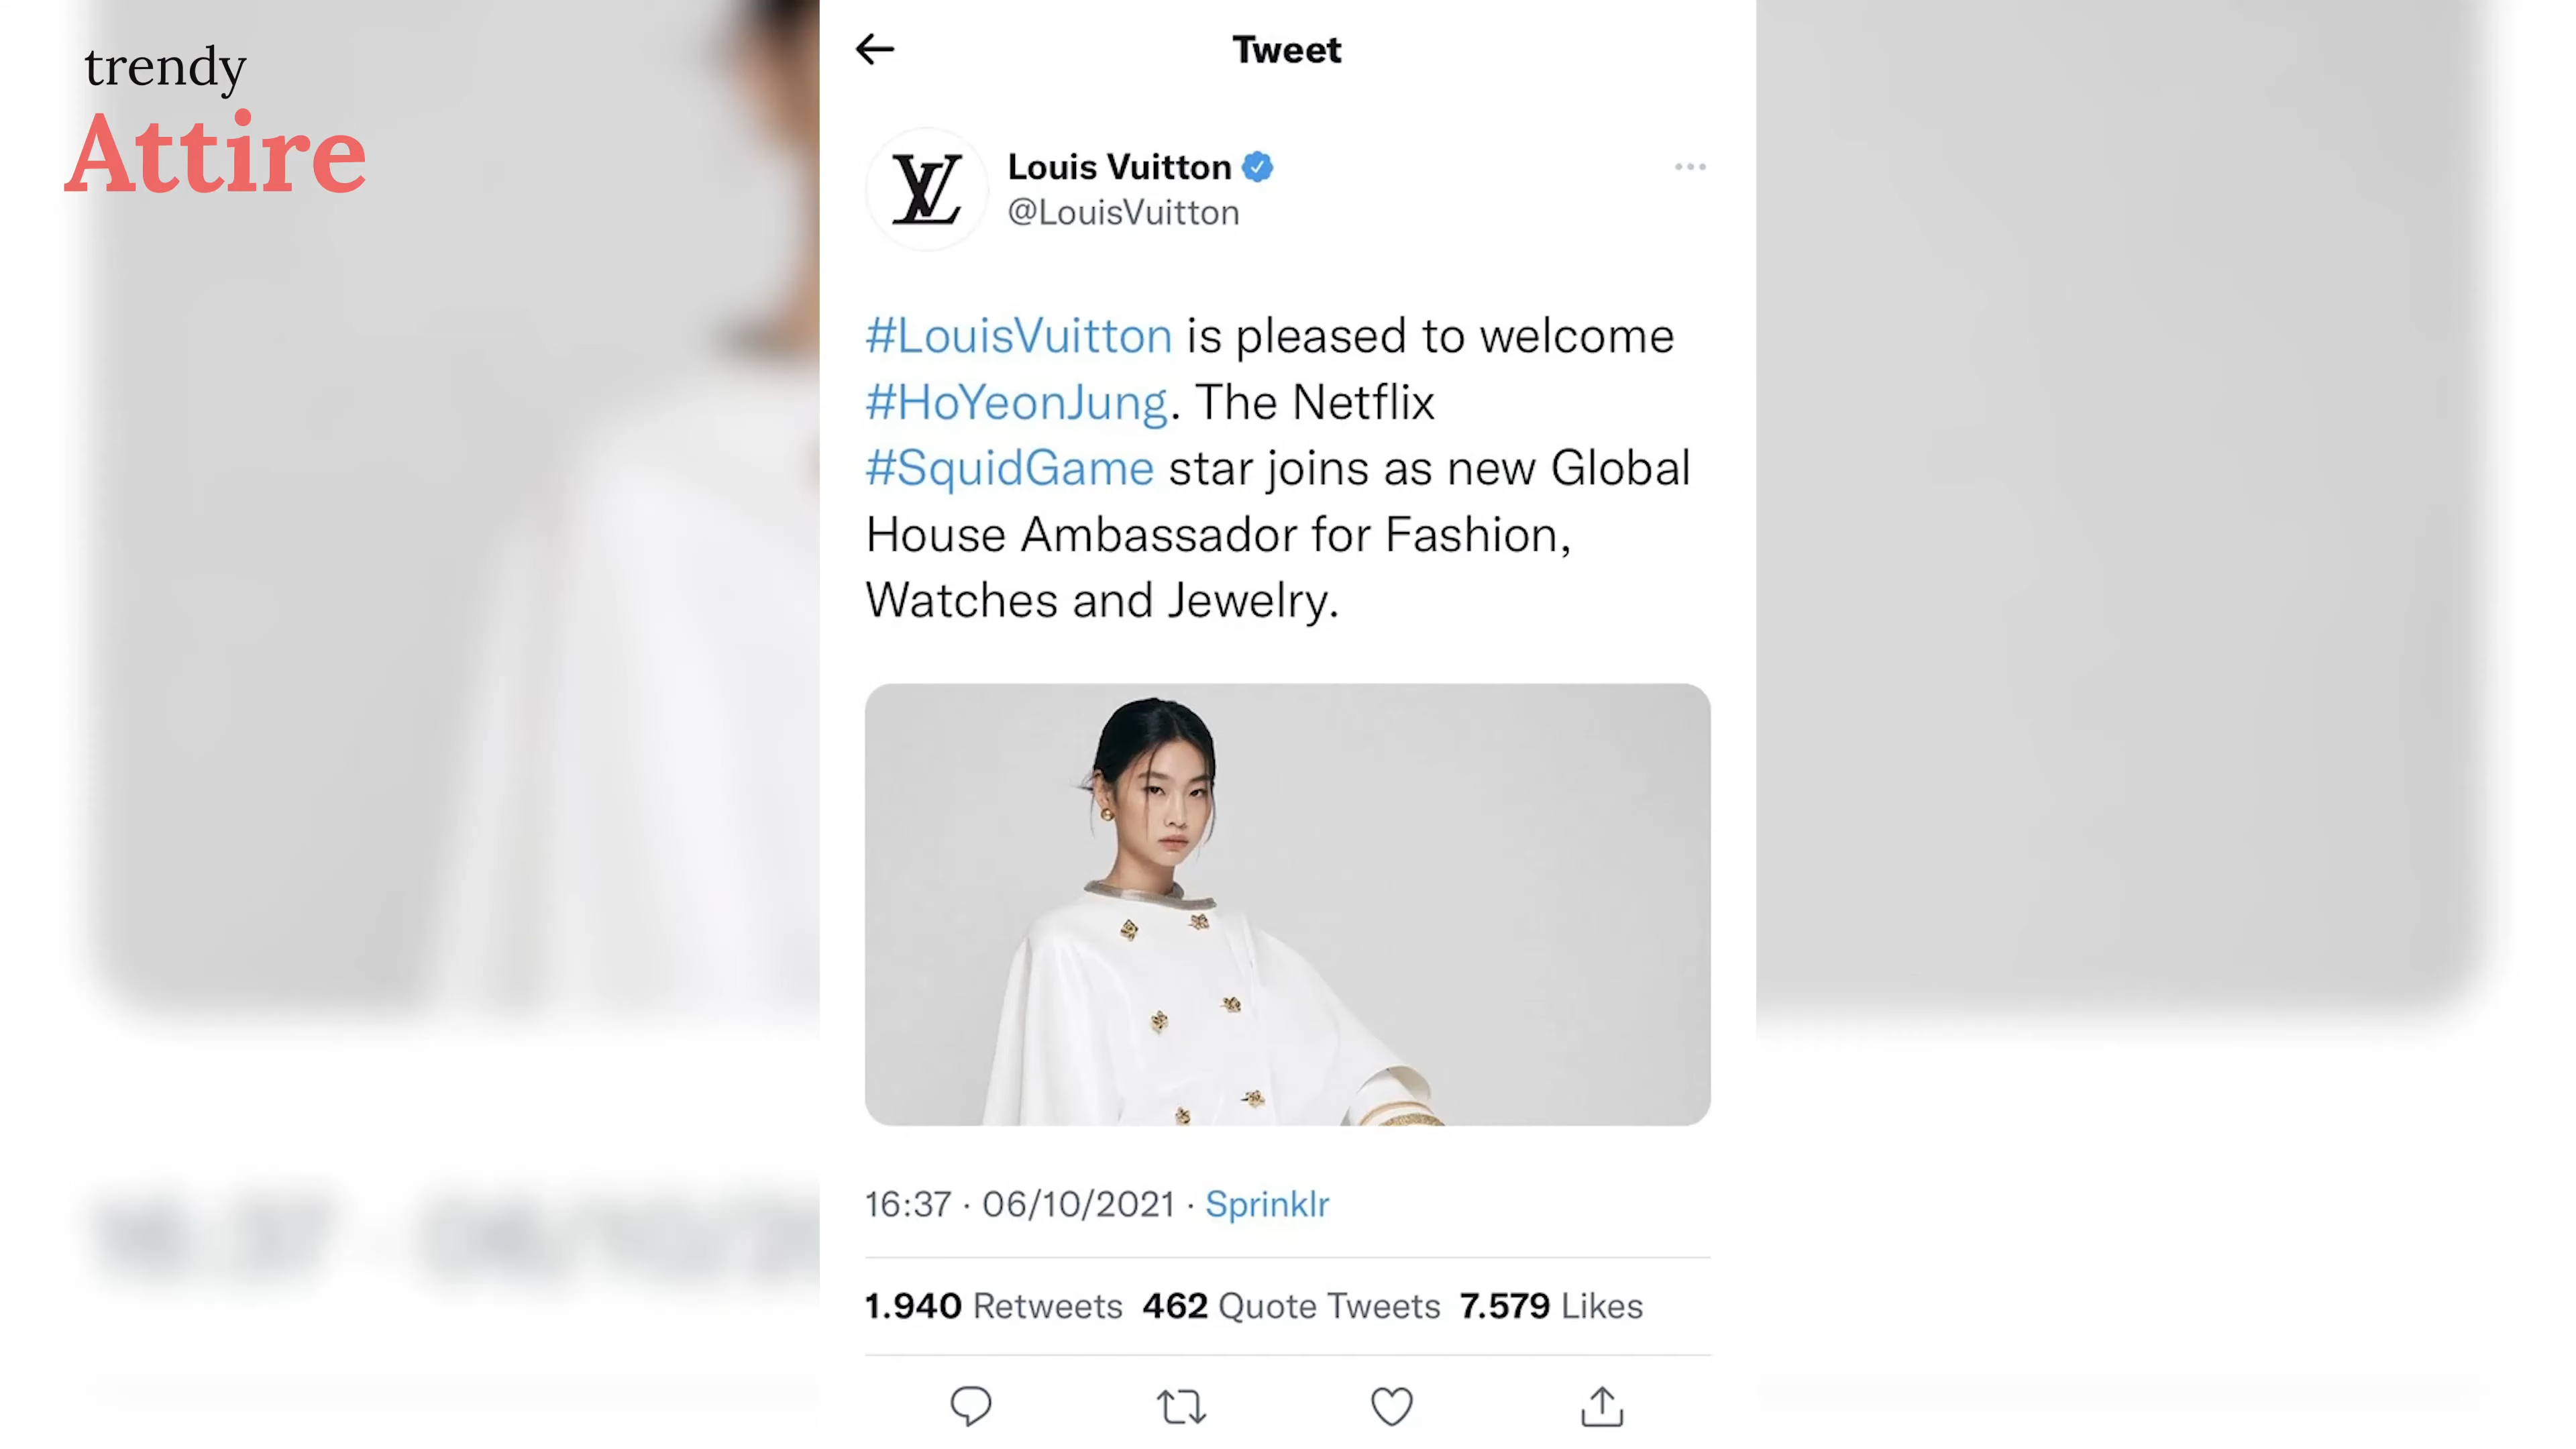 trendy
Attire
Tweet
Louis Vuitton
@LouisVuitton
#LouisVuitton is pleased to welcome
#HoYeonJung. The Netflix
#SquidGame star joins as new Global
House Ambassador for Fashion,
Watches and Jewelry.
16:37 · 06/10/2021 · Sprinklr
1.940 Retweets 462 Quote Tweets 7.579 Likes